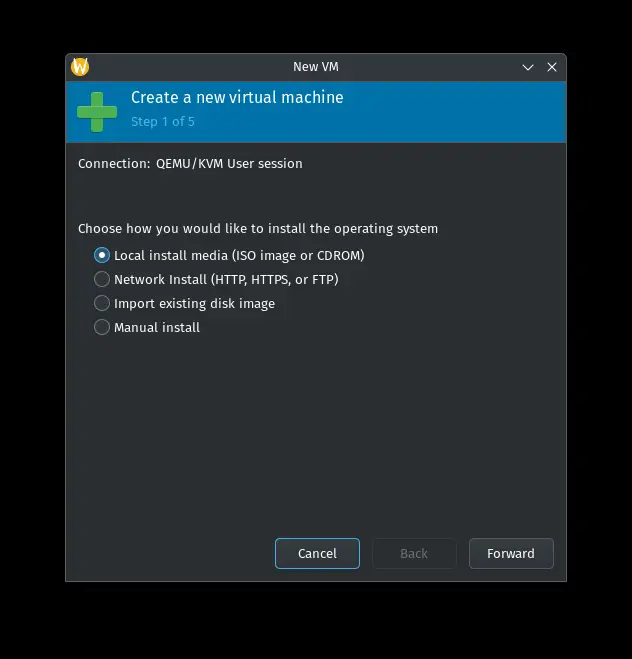 New VM
Create a new virtual machine
Step 1 of 5
Connection: QEMU/KVM User session
Choose how you would like to install the operating system
Local install media (ISO image or CDROM)
Network Install (HTTP, HTTPS, or FTP)
Import existing disk image
Manual install
Cancel Back Forward